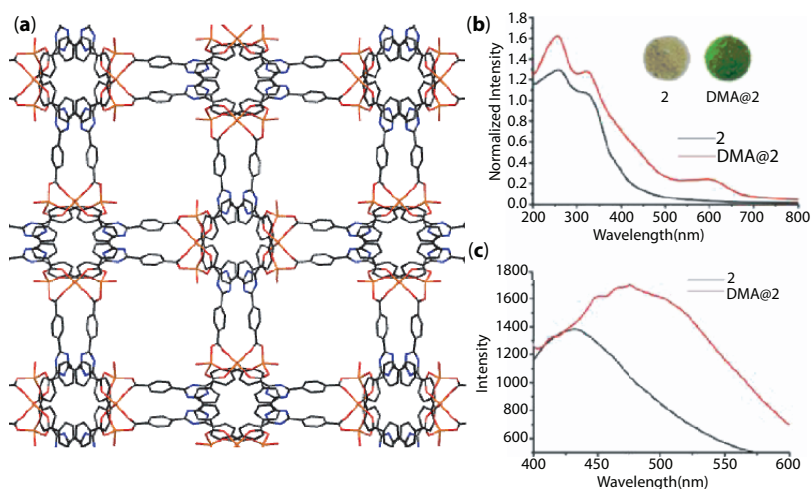 (a)
(b)
1.8
1.6
1.4
1.2
1.0
0.8
0.6
0.4
0.2
0.0
Normalized Intensity
2 DMA@2
2
DMA@2
200 300 400 500 600 700 800
Wavelength(nm)
(c)
1800
1600
1400
1200
1000
800
600
Intensity
2
DMA@2
400 450 500 550 600
Wavelength(nm)